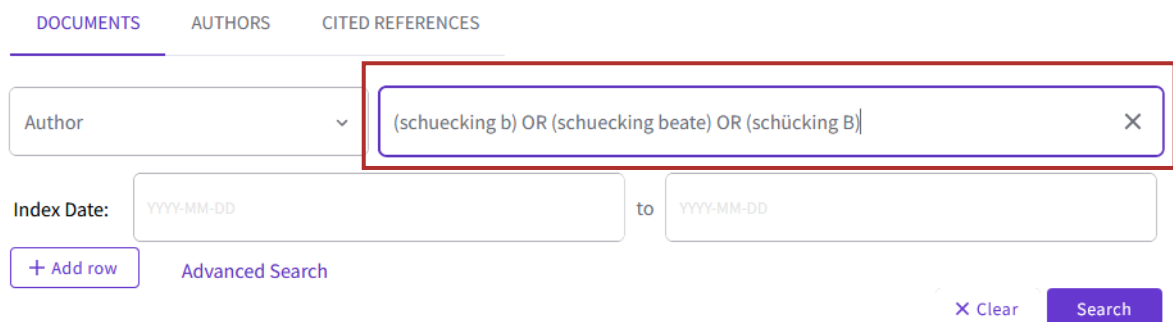 DOCUMENTS AUTHORS CITED REFERENCES
Author (schuecking b) OR (schuecking beate) OR (schücking B)
Index Date: YYYY-MM-DD to YYYY-MM-DD
+ Add row Advanced Search
× Clear Search